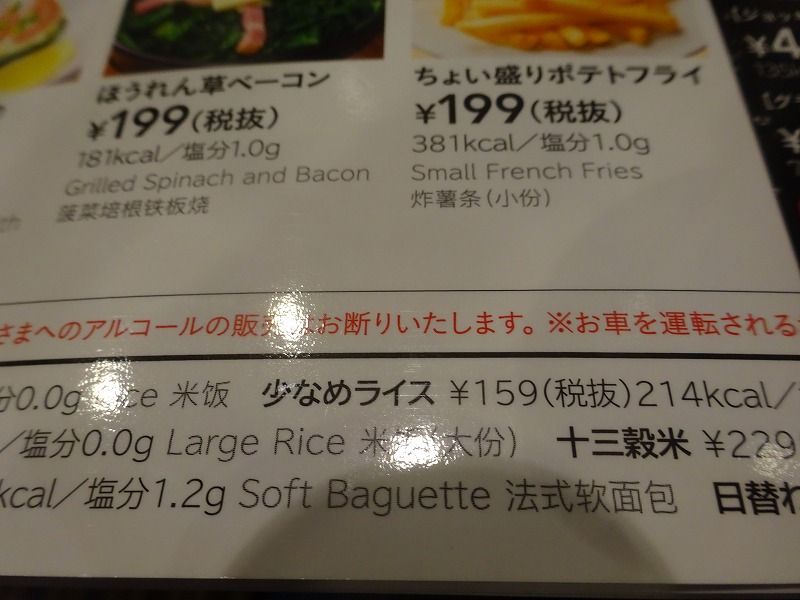 ほうれん草ベーコン
¥199(税抜)
181kcal/塩分1.0g
Grilled Spinach and Bacon
菠菜培根铁板烧
ちょい盛りポテトフライ
¥199(税抜)
381kcal/塩分1.0g
Small French Fries
炸薯条(小份)
さまへのアルコールの販売はお断りいたします。※お車を運転される
分0.0g Rice 米饭 少なめライス ¥159(税抜)214kcal/
/塩分0.0g Large Rice 米饭(大份) 十三穀米 ¥229
kcal/塩分1.2g Soft Baguette 法式软面包 日替わ